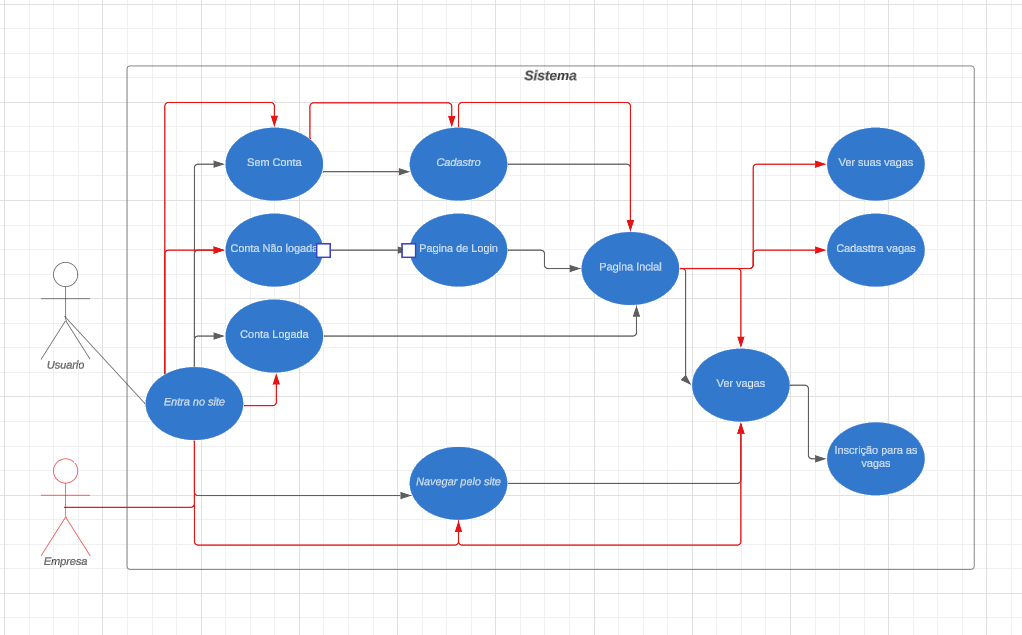 Sistema
Sem Conta
Cadastro
Ver suas vagas
Conta Não logada
Pagina de Login
Cadasttra vagas
Pagina Incial
Usuario
Conta Logada
Entra no site
Ver vagas
Navegar pelo site
Inscrição para as
vagas
Empresa